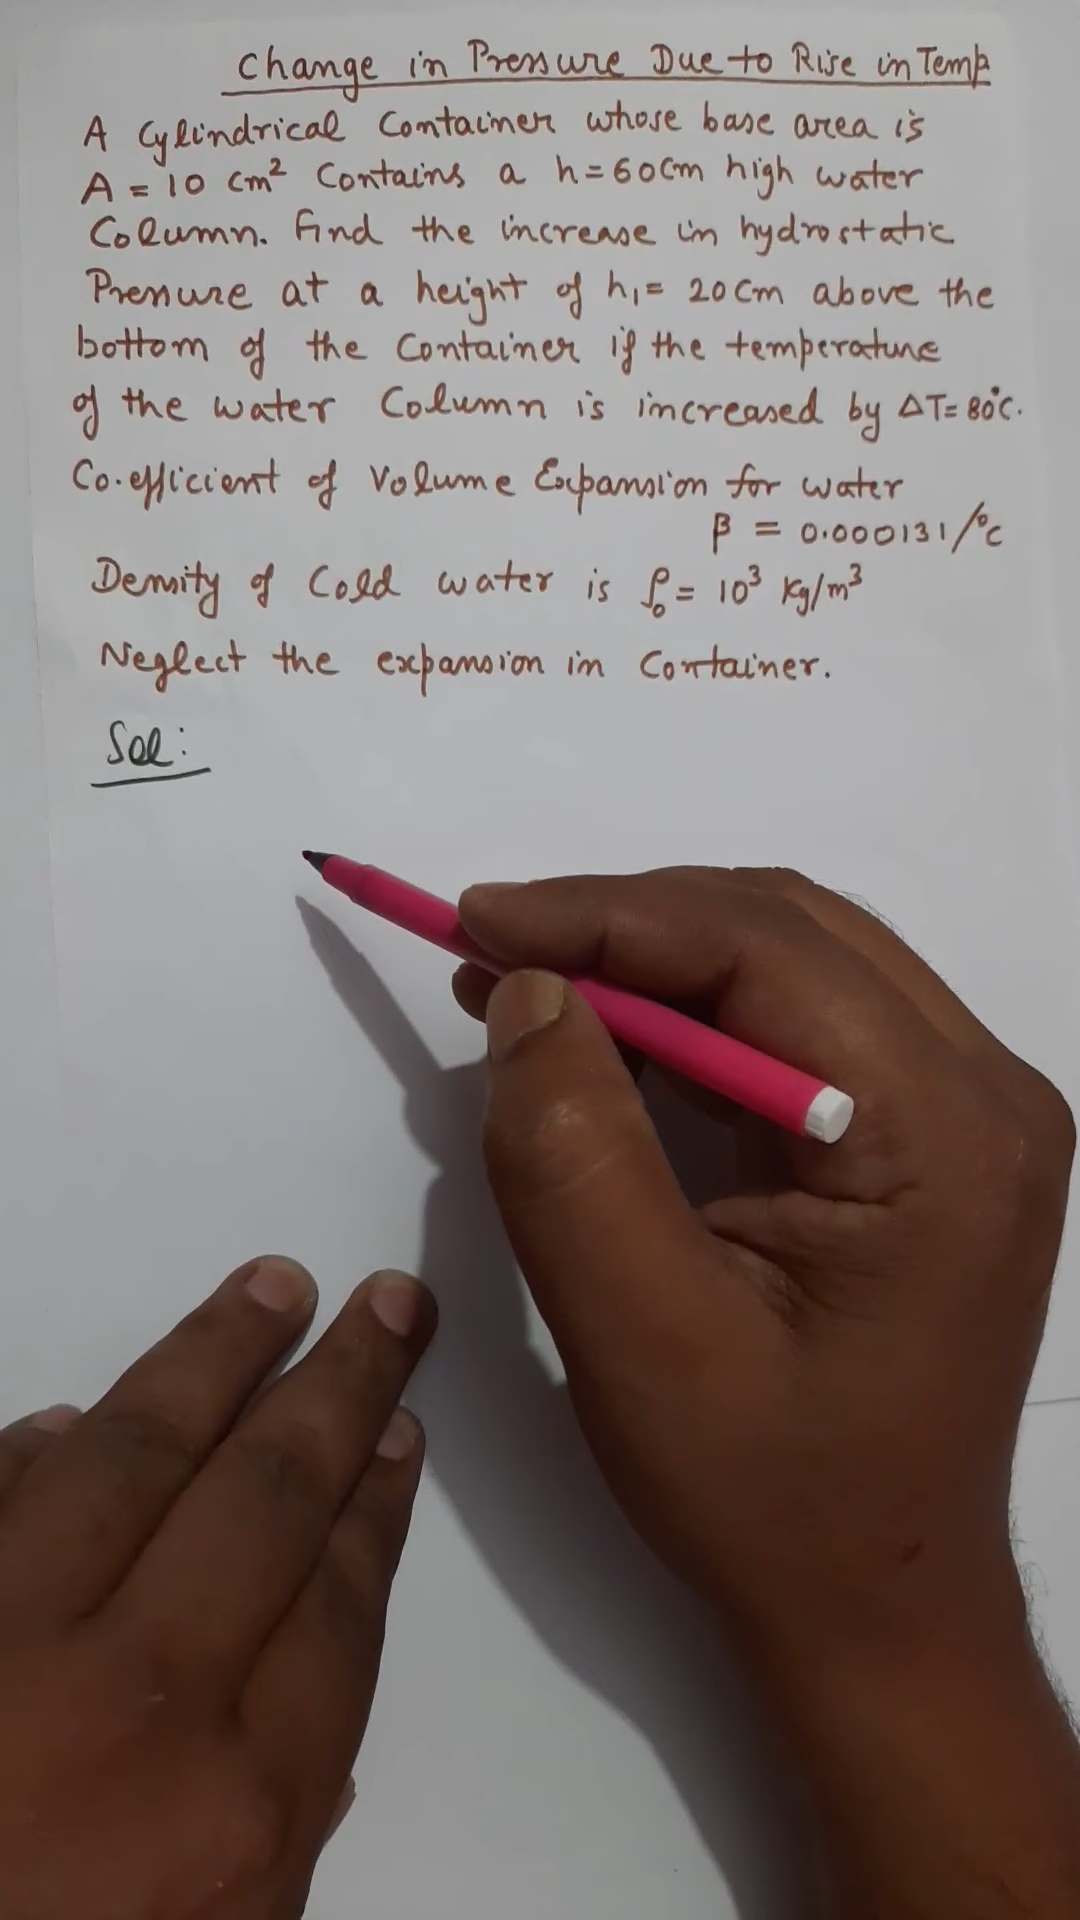 Change in Pressure Due to Rise in Temp
A Cylindrical Container whose base area is
A = 10 cm² Contains a h=60cm high water
Column. Find the increase in hydrostatic
Pressure at a height of h₁= 20cm above the
bottom of the Container if the temperature
of the water Column is increased by ΔT= 80°C.
Co.efficient of Volume Expansion for water
β = 0.000131/°C
Density of Cold water is ρ₀= 10³ Kg/m³
Neglect the expansion in Container.
Sol: